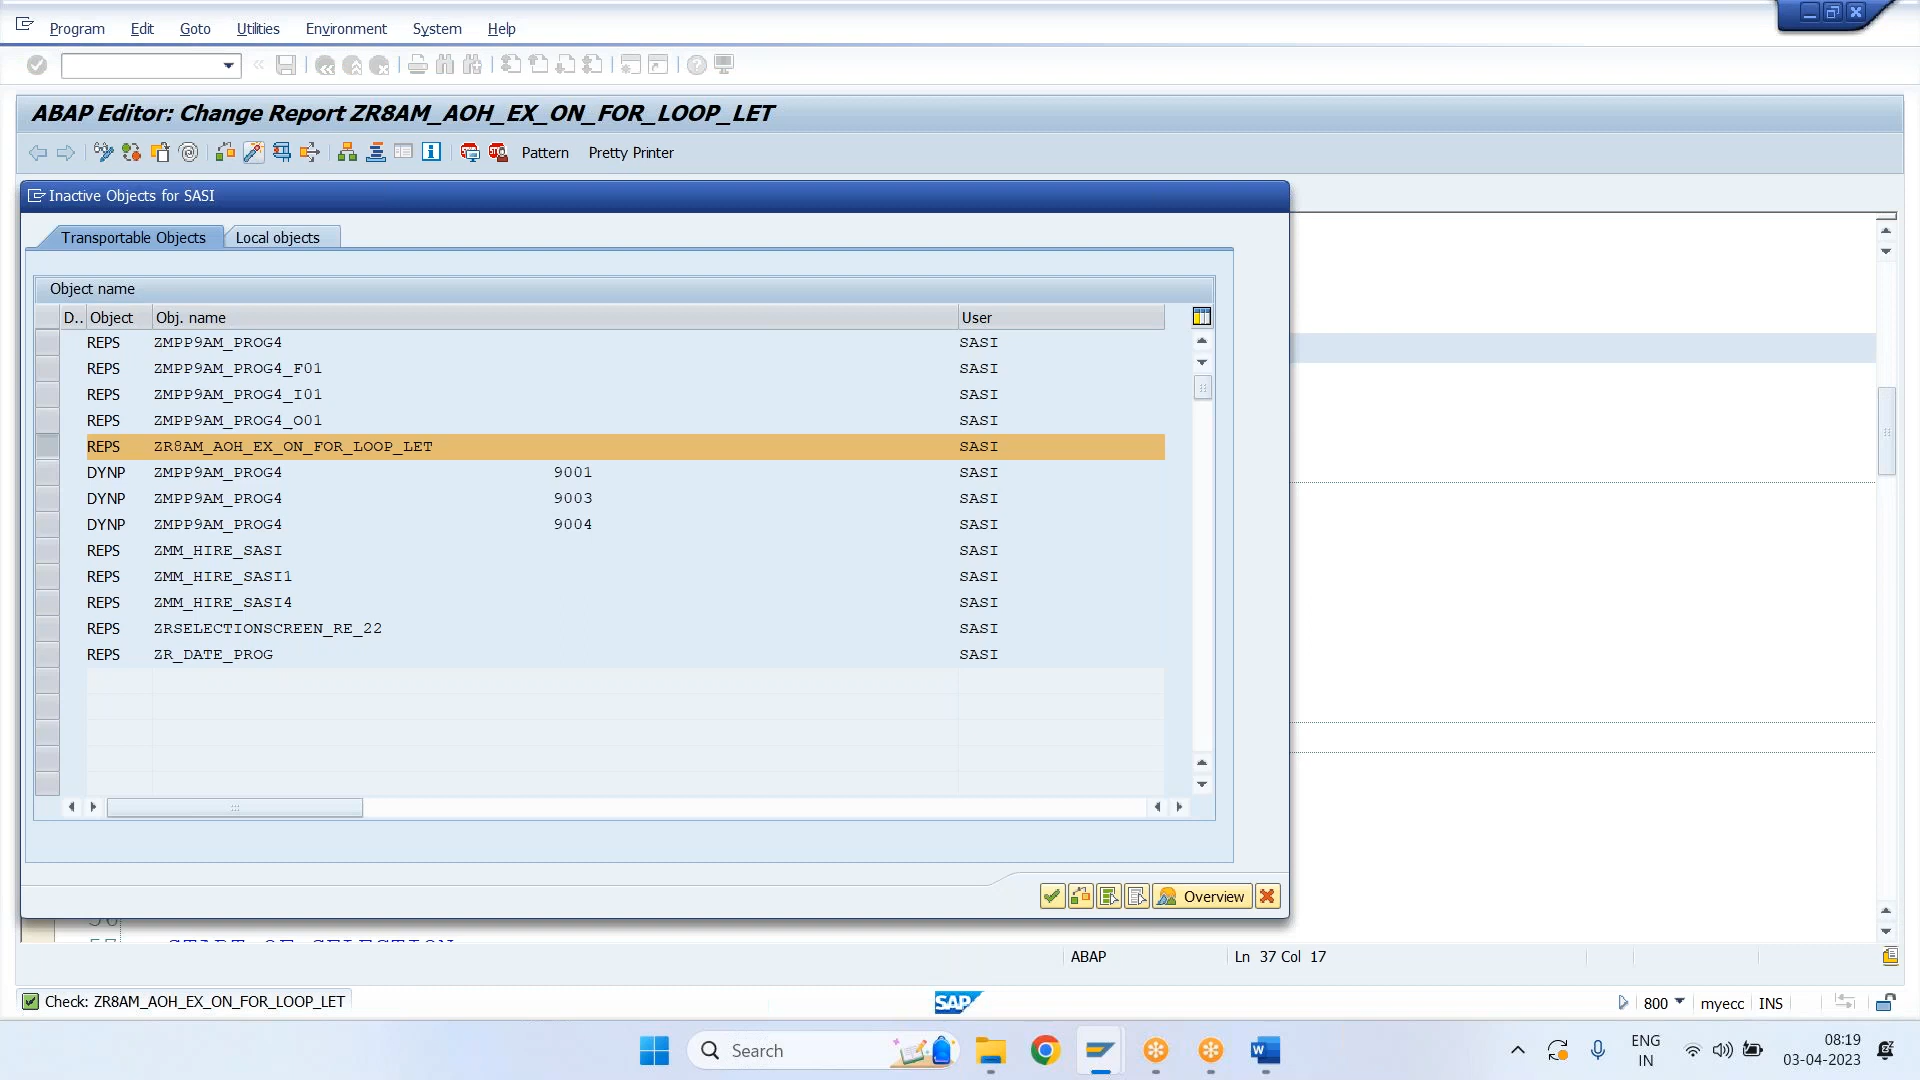 Program Edit Goto Utilities Environment System Help
ABAP Editor: Change Report ZR8AM_AOH_EX_ON_FOR_LOOP_LET
Pattern Pretty Printer
Inactive Objects for SASI
Transportable Objects Local objects
Object name
D.. Object Obj. name User
REPS ZMPP9AM_PROG4 SASI
REPS ZMPP9AM_PROG4_F01 SASI
REPS ZMPP9AM_PROG4_I01 SASI
REPS ZMPP9AM_PROG4_O01 SASI
REPS ZR8AM_AOH_EX_ON_FOR_LOOP_LET SASI
DYNP ZMPP9AM_PROG4 9001 SASI
DYNP ZMPP9AM_PROG4 9003 SASI
DYNP ZMPP9AM_PROG4 9004 SASI
REPS ZMM_HIRE_SASI SASI
REPS ZMM_HIRE_SASI1 SASI
REPS ZMM_HIRE_SASI4 SASI
REPS ZRSELECTIONSCREEN_RE_22 SASI
REPS ZR_DATE_PROG SASI
Overview
ABAP Ln 37 Col 17
Check: ZR8AM_AOH_EX_ON_FOR_LOOP_LET SAP 800 myecc INS
Search ENG IN 08:19 03-04-2023